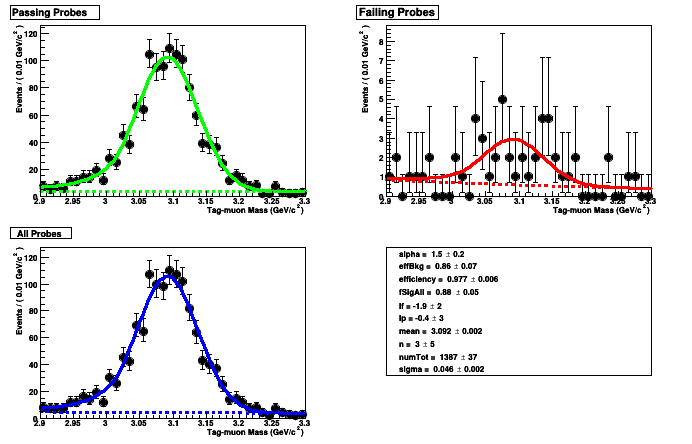 Passing Probes
Events / ( 0.01 GeV/c² )
120
100
80
60
40
20
0
2.9 2.95 3 3.05 3.1 3.15 3.2 3.25 3.3
Tag-muon Mass (GeV/c²)
Failing Probes
Events / ( 0.01 GeV/c² )
8
7
6
5
4
3
2
1
0
2.9 2.95 3 3.05 3.1 3.15 3.2 3.25 3.3
Tag-muon Mass (GeV/c²)
All Probes
Events / ( 0.01 GeV/c² )
120
100
80
60
40
20
0
2.9 2.95 3 3.05 3.1 3.15 3.2 3.25 3.3
Tag-muon Mass (GeV/c²)
alpha = 1.5 ± 0.2
effBkg = 0.86 ± 0.07
efficiency = 0.977 ± 0.006
fSigAll = 0.88 ± 0.05
lf = -1.9 ± 2
lp = -0.4 ± 3
mean = 3.092 ± 0.002
n = 3 ± 5
numTot = 1387 ± 37
sigma = 0.046 ± 0.002